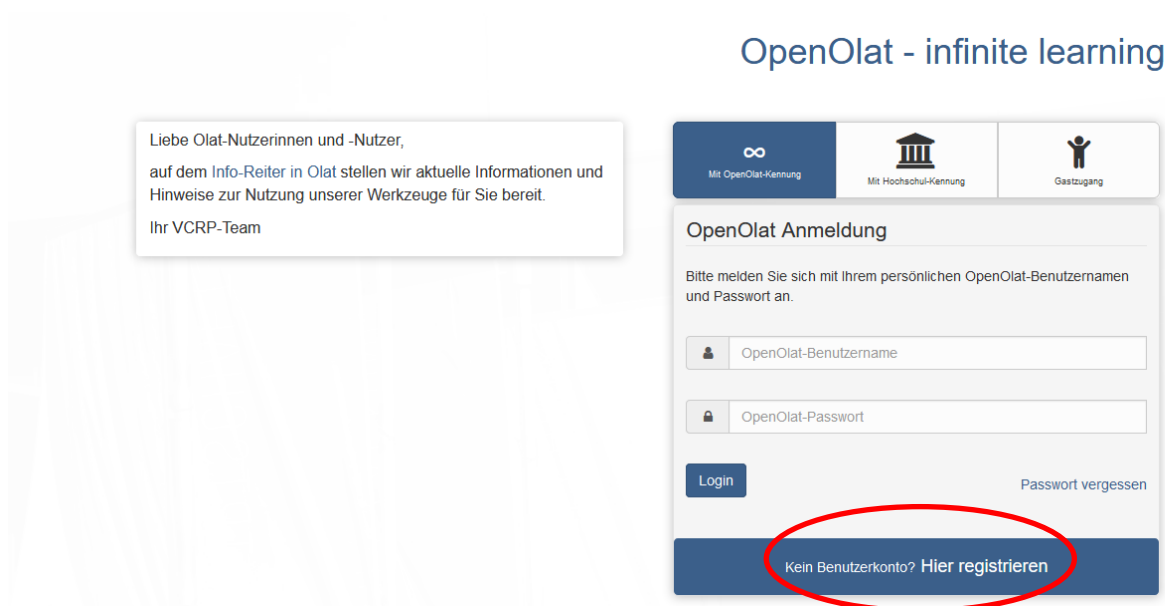 OpenOlat - infinite learning
Liebe Olat-Nutzerinnen und -Nutzer,
auf dem Info-Reiter in Olat stellen wir aktuelle Informationen und
Hinweise zur Nutzung unserer Werkzeuge für Sie bereit.
Ihr VCRP-Team
Mit OpenOlat-Kennung
Mit Hochschul-Kennung
Gastzugang
OpenOlat Anmeldung
Bitte melden Sie sich mit Ihrem persönlichen OpenOlat-Benutzernamen
und Passwort an.
OpenOlat-Benutzername
OpenOlat-Passwort
Login
Passwort vergessen
Kein Benutzerkonto? Hier registrieren